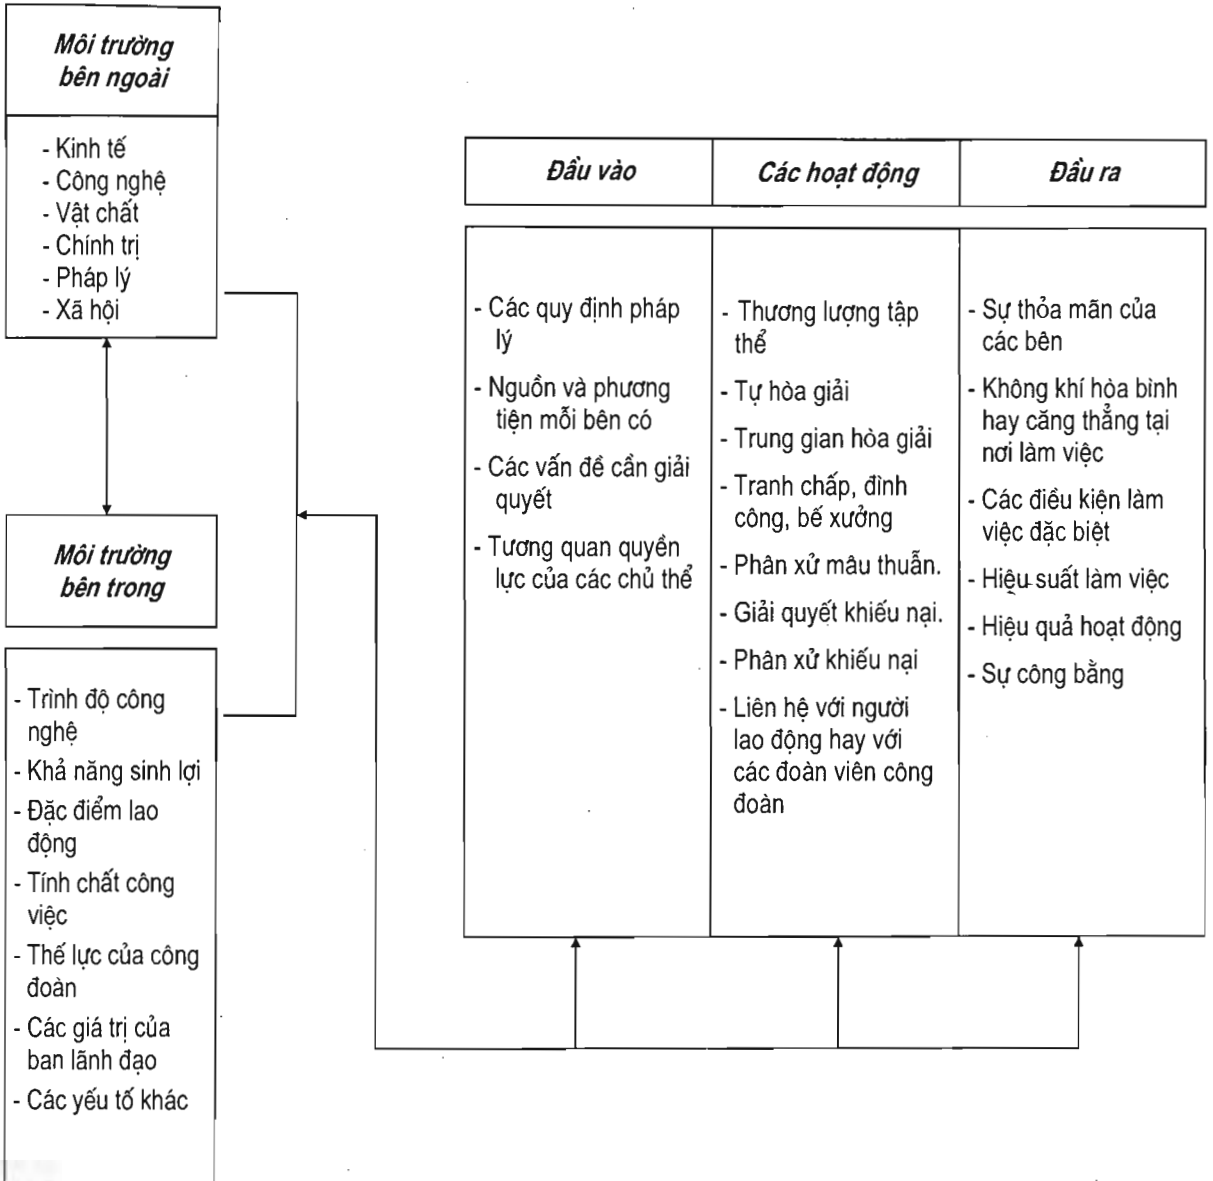 Môi trường
bên ngoài
- Kinh tế
- Công nghệ
- Vật chất
- Chính trị
- Pháp lý
- Xã hội
Môi trường
bên trong
- Trình độ công
nghệ
- Khả năng sinh lợi
- Đặc điểm lao
động
- Tính chất công
việc
- Thế lực của công
đoàn
- Các giá trị của
ban lãnh đạo
- Các yếu tố khác
Đầu vào
- Các quy định pháp
lý
- Nguồn và phương
tiện mỗi bên có
- Các vấn đề cần giải
quyết
- Tương quan quyền
lực của các chủ thể
Các hoạt động
- Thương lượng tập
thể
- Tự hòa giải
- Trung gian hòa giải
- Tranh chấp, đình
công, bế xưởng
- Phân xử mâu thuẫn.
- Giải quyết khiếu nại.
- Phân xử khiếu nại
- Liên hệ với người
lao động hay với
các đoàn viên công
đoàn
Đầu ra
- Sự thỏa mãn của
các bên
- Không khí hòa bình
hay căng thẳng tại
nơi làm việc
- Các điều kiện làm
việc đặc biệt
- Hiệu suất làm việc
- Hiệu quả hoạt động
- Sự công bằng